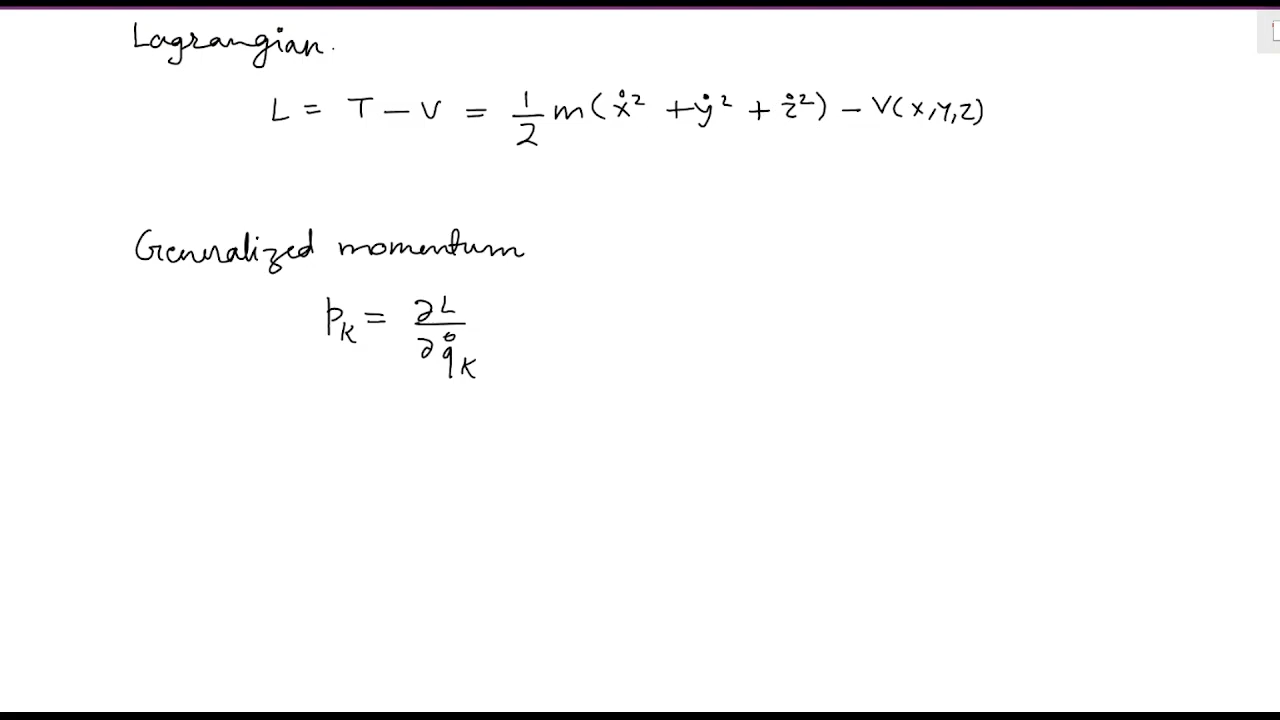 Lagrangian.
L = T - V = 1/2 m(ẋ² + ẏ² + ż²) - V(x,y,z)
Generalized momentum
p_k = ∂L/∂q̇_k